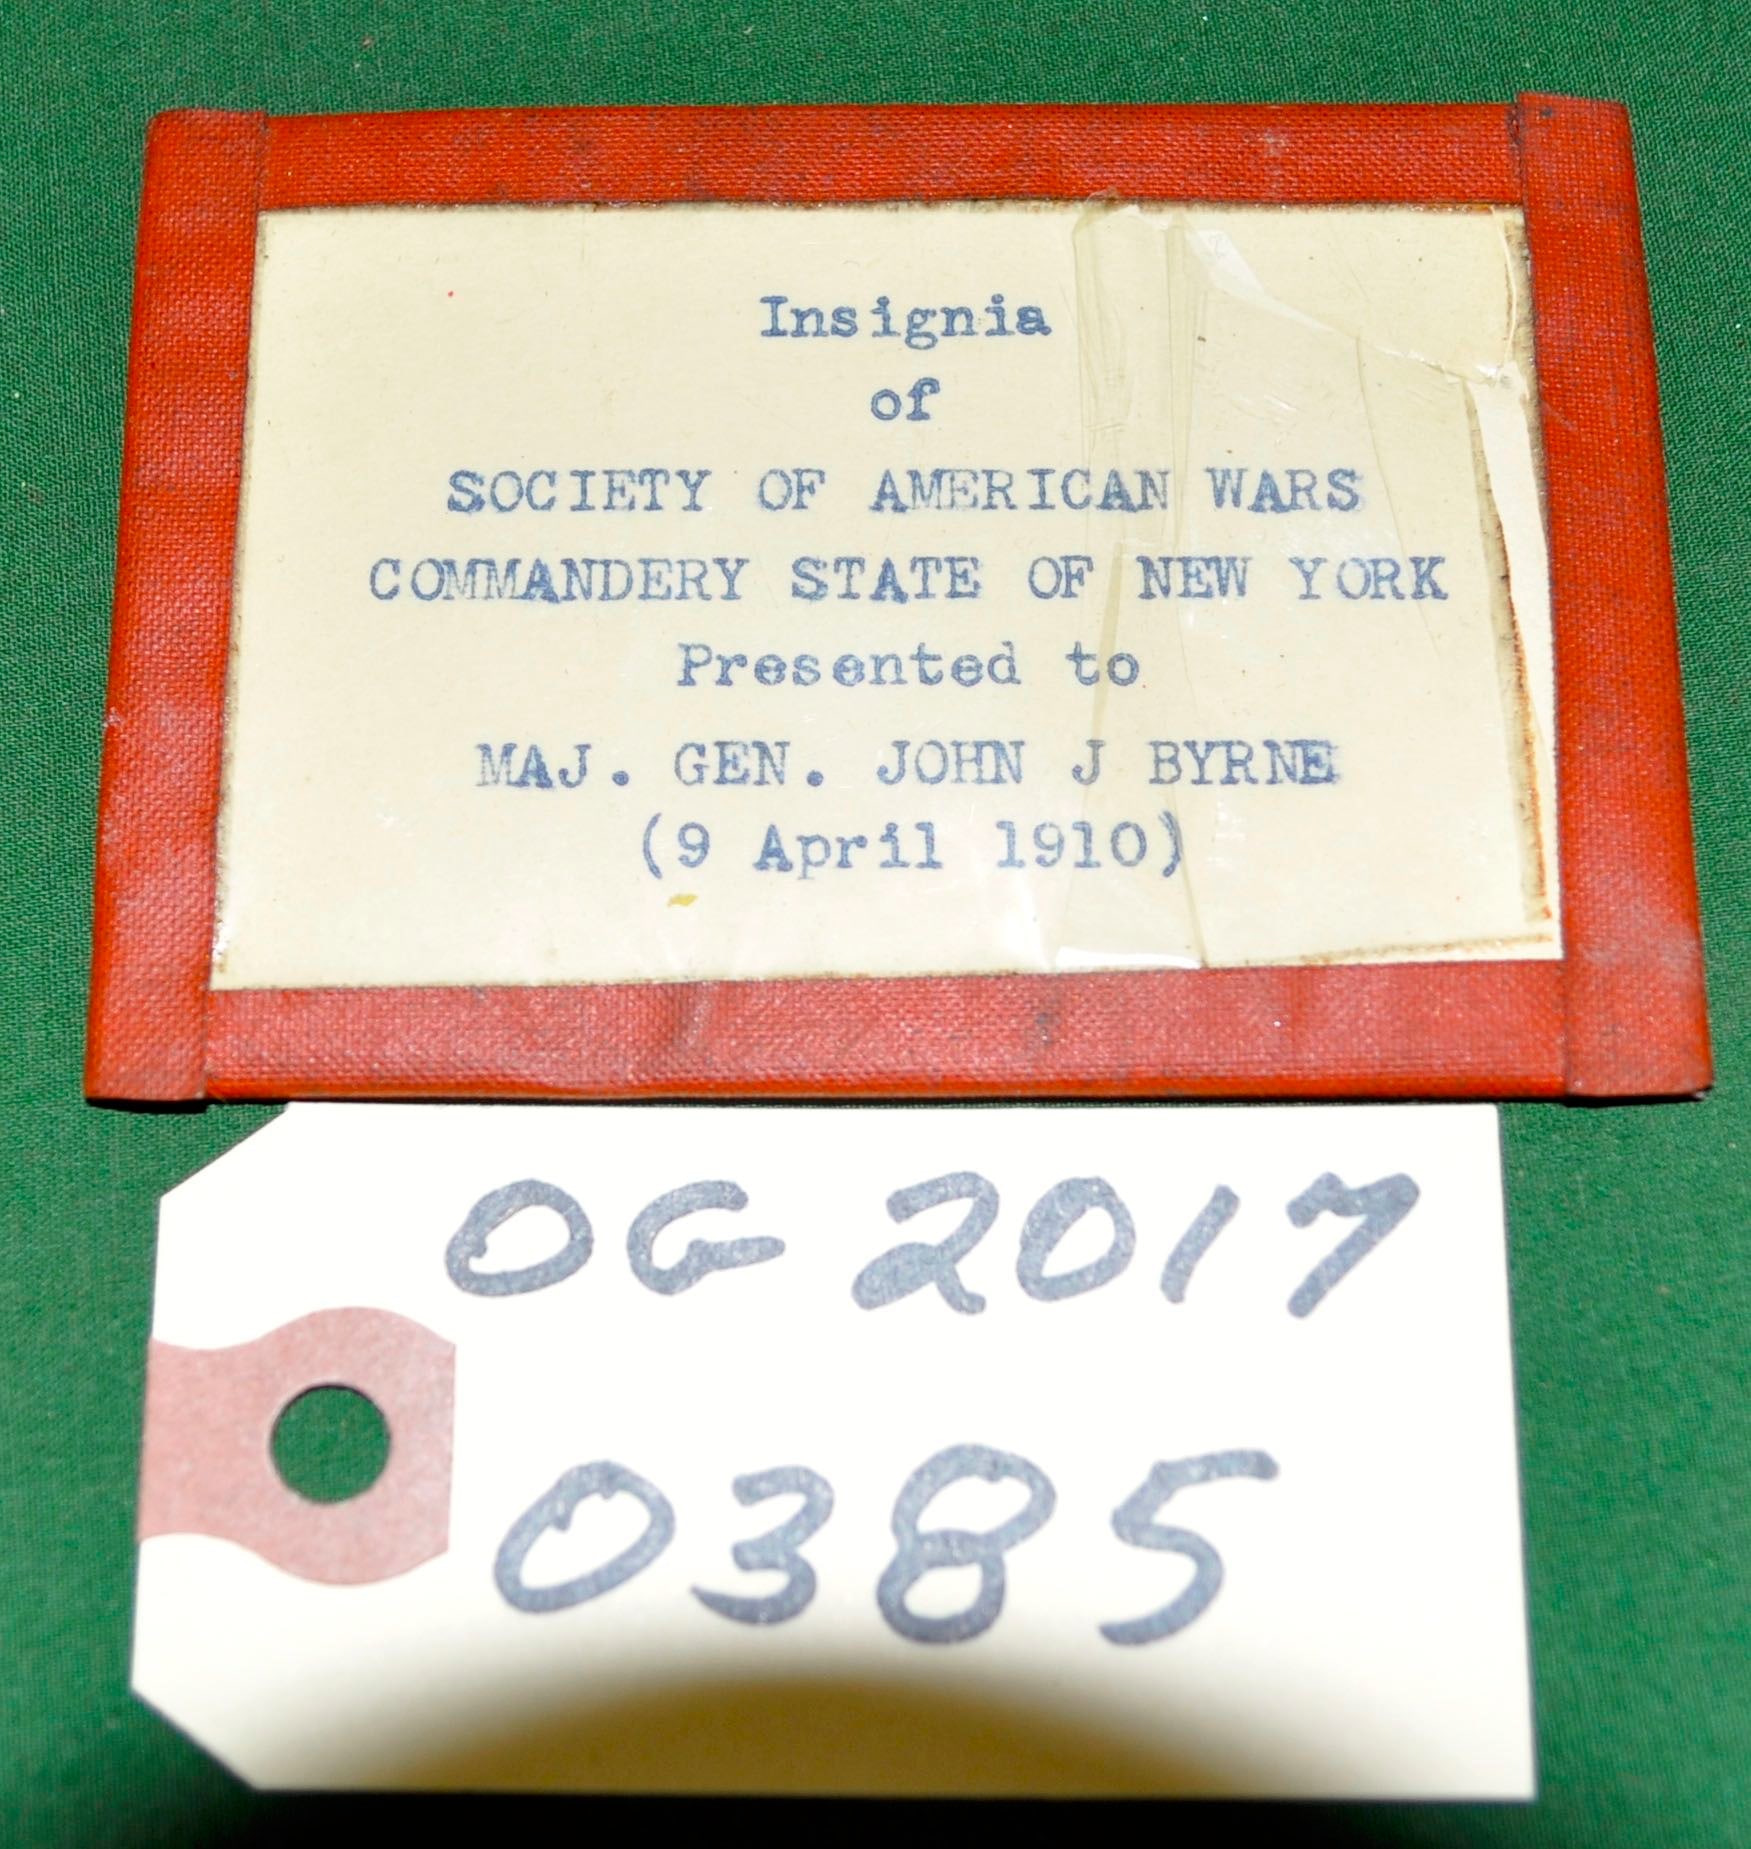 Insignia
of
SOCIETY OF AMERICAN WARS
COMMANDERY STATE OF NEW YORK
Presented to
MAJ. GEN. JOHN J BYRNE
(9 April 1910)
OG 2017
0385